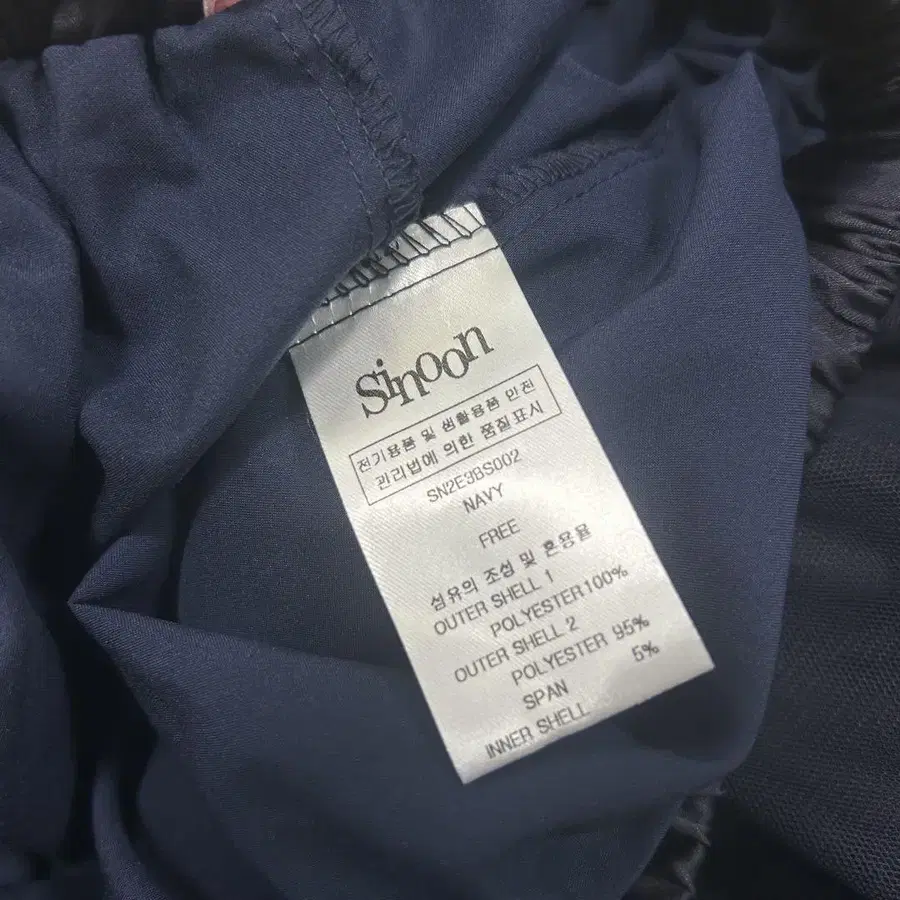 Sinoon
전기용품 및 생활용품 안전
관리법에 의한 품질표시
SN2E3BS002
NAVY
FREE
섬유의 조성 및 혼용율
OUTER SHELL 1
POLYESTER100%
OUTER SHELL 2
POLYESTER 95%
SPAN 5%
INNER SHELL